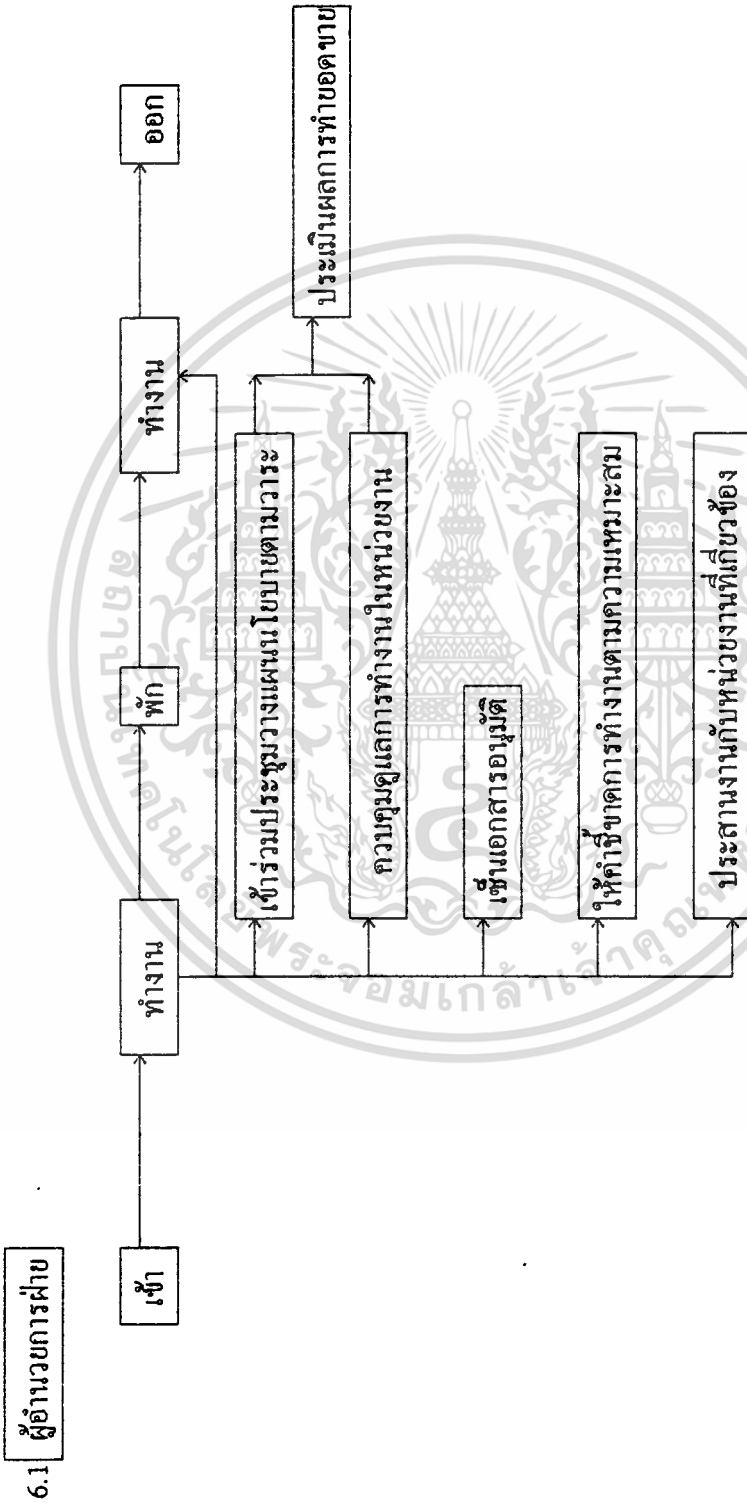 6.1 ผู้อำนวยการฝ่าย
เข้า
ทำงาน
พัก
ทำงาน
ออก
เข้าร่วมประชุมวางแผนนโยบายตามวาระ
ควบคุมดูแลการทำงานในหน่วยงาน
ประเมินผลการทำยอดขาย
เซ็นเอกสารอนุมัติ
ให้คำชี้ขาดการทำงานตามความเหมาะสม
ประสานงานกับหน่วยงานที่เกี่ยวข้อง